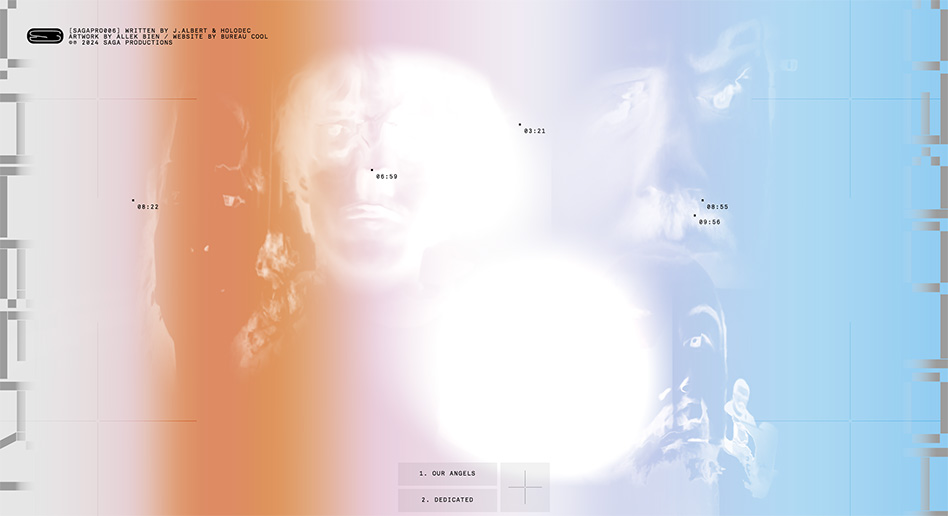 [SAGAPRO006] WRITTEN BY J.ALBERT & HOLODEC
ARTWORK BY ALLEK BIEN / WEBSITE BY BUREAU COOL
©℗ 2024 SAGA PRODUCTIONS
03:21
06:59
08:22
08:55
09:56
1. OUR ANGELS
2. DEDICATED